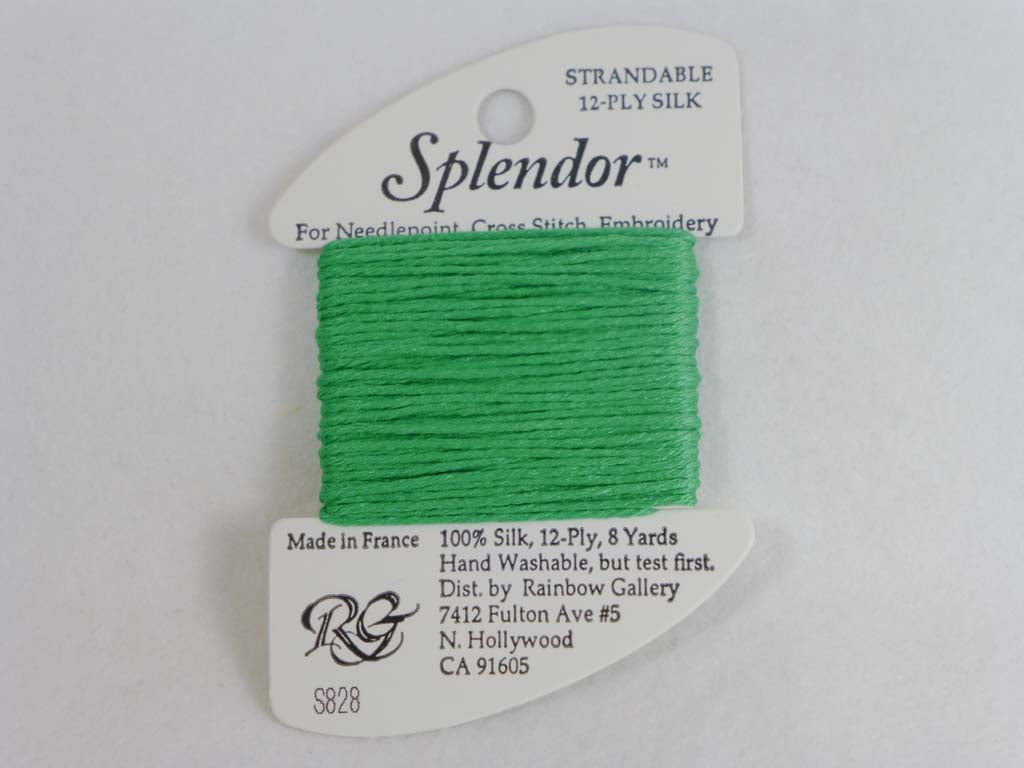 STRANDABLE
12-PLY SILK
Splendor™
For Needlepoint, Cross Stitch, Embroidery
Made in France
RG
S828
100% Silk, 12-Ply, 8 Yards
Hand Washable, but test first.
Dist. by Rainbow Gallery
7412 Fulton Ave #5
N. Hollywood
CA 91605